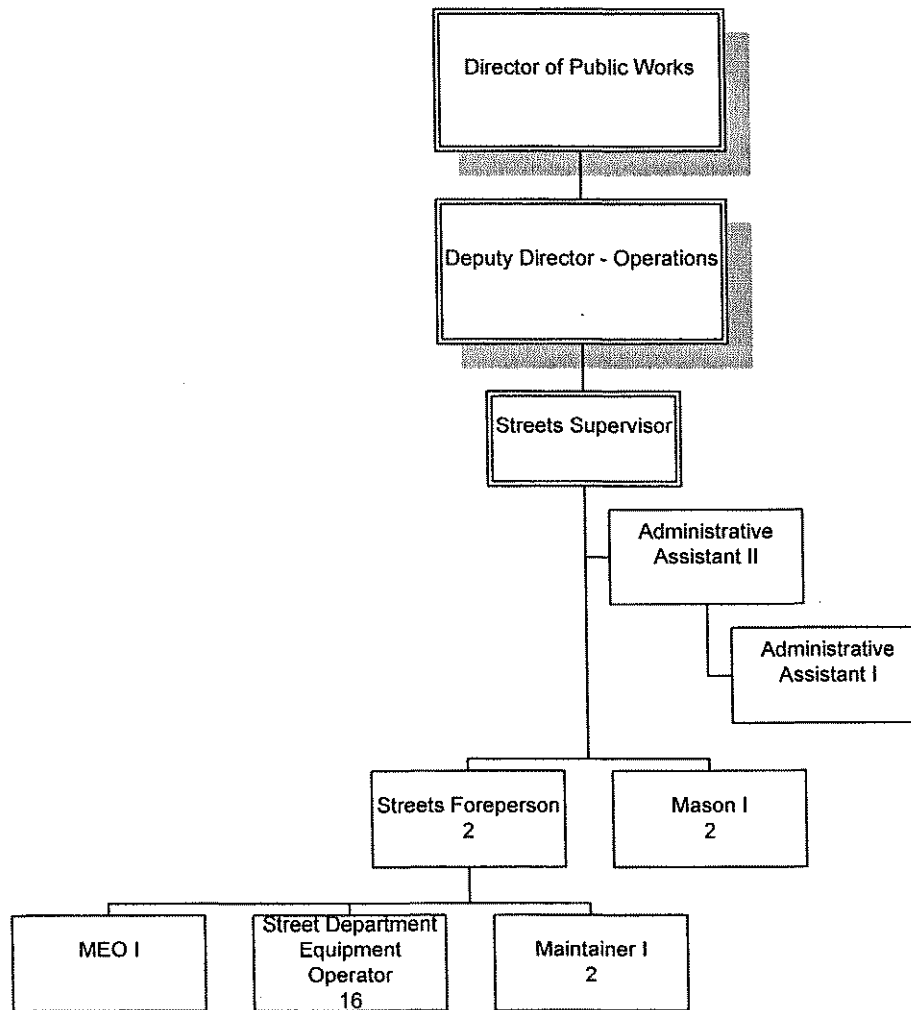 Director of Public Works
Deputy Director - Operations
Streets Supervisor
Administrative
Assistant II
Administrative
Assistant I
Streets Foreperson
2
Mason I
2
MEO I
Street Department
Equipment
Operator
16
Maintainer I
2